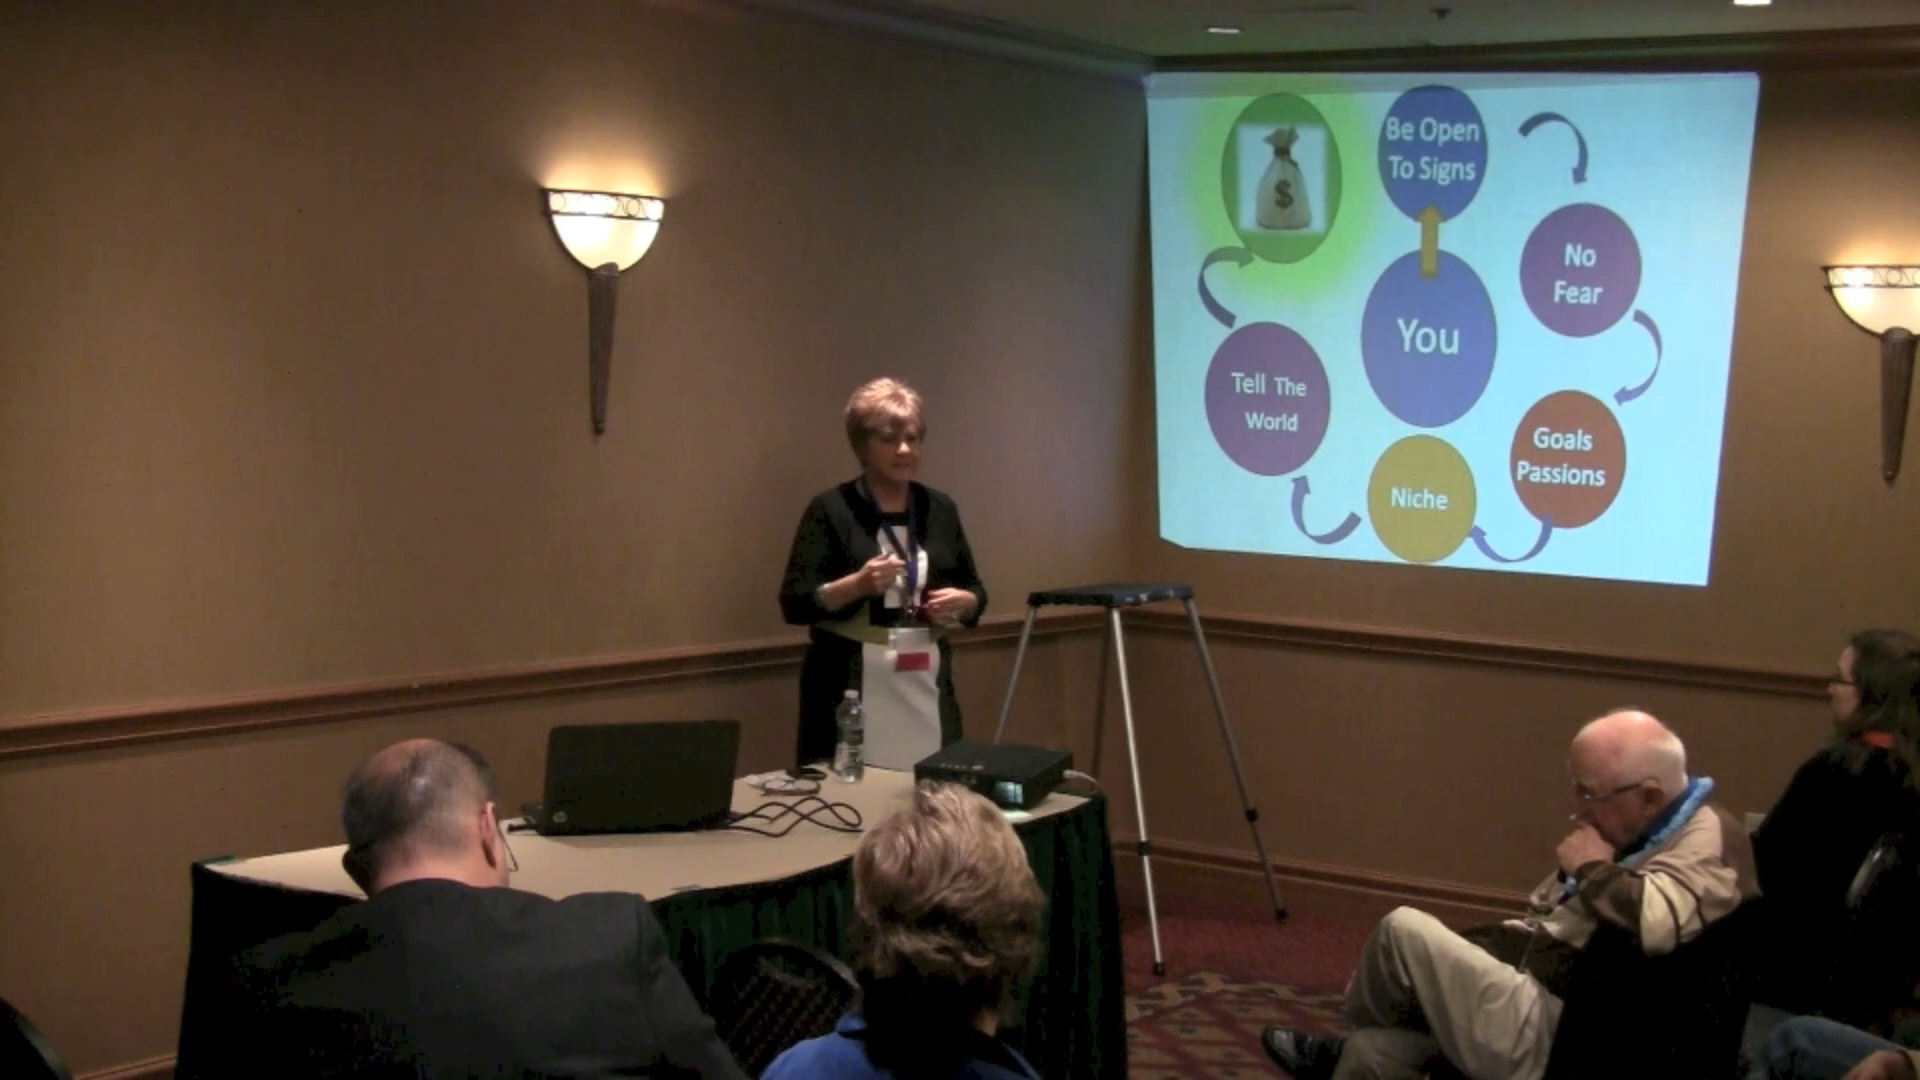 Be Open
To Signs
No
Fear
Goals
Passions
Niche
Tell The
World
$
You